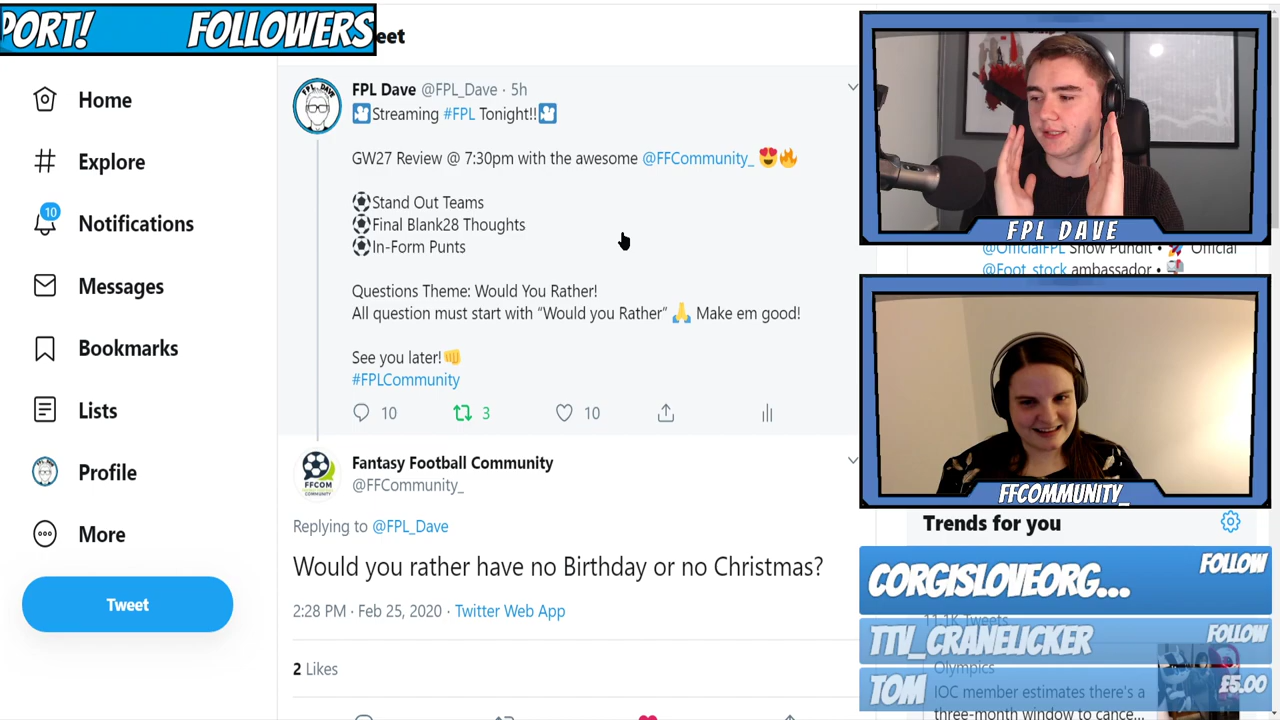 PORT! FOLLOWERS
eet
Home
Explore
10
Notifications
Messages
Bookmarks
Lists
Profile
More
Tweet
FPL Dave @FPL_Dave · 5h
Streaming #FPL Tonight!!
GW27 Review @ 7:30pm with the awesome @FFCommunity_
Stand Out Teams
Final Blank28 Thoughts
In-Form Punts
Questions Theme: Would You Rather!
All question must start with “Would you Rather” Make em good!
See you later!
#FPLCommunity
10 3 10
FFCOM
COMMUNITY
Fantasy Football Community
@FFCommunity_
Replying to @FPL_Dave
Would you rather have no Birthday or no Christmas?
2:28 PM · Feb 25, 2020 · Twitter Web App
2 Likes
FPL DAVE
@OfficialFPL Show Pundit • Official
@Foot_stock ambassador •
FFCOMMUNITY_
Trends for you
CORGISLOVEORG... FOLLOW
11.1K Tweets
TTV_CRANELICKER FOLLOW
Olympics
TOM £5.00
IOC member estimates there's a
three-month window to cance...